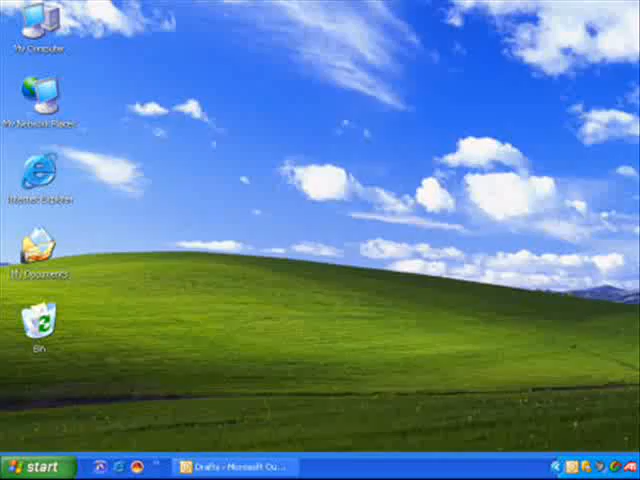 My Computer
My Network Places
Internet Explorer
My Documents
Bin
start
Drafts - Microsoft Ou...